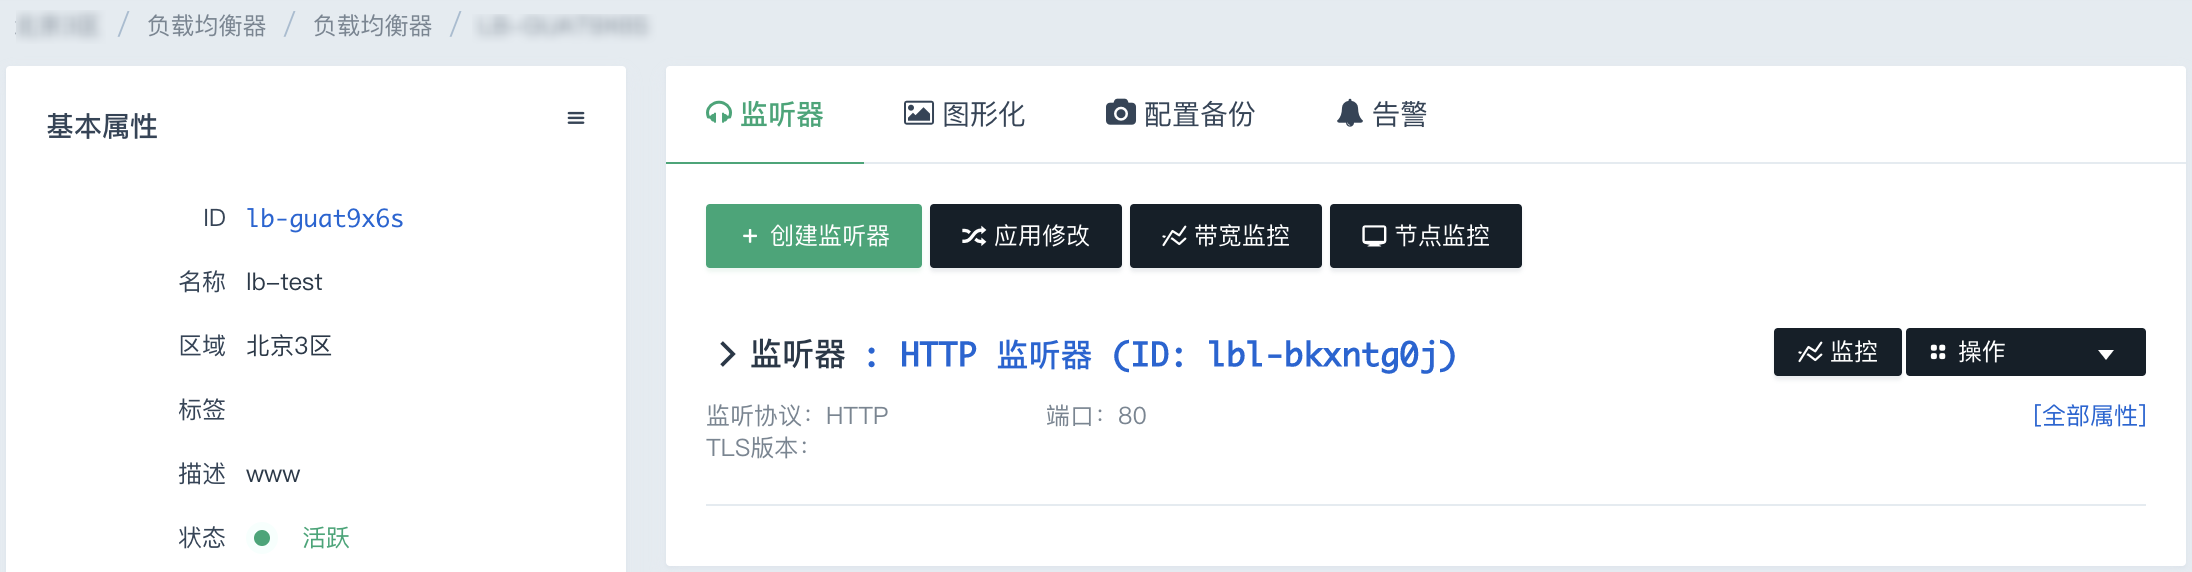 / 负载均衡器 / 负载均衡器 /
基本属性
ID lb-guat9x6s
名称 lb-test
区域 北京3区
标签
描述 www
状态 活跃
监听器 图形化 配置备份 告警
+ 创建监听器 应用修改 带宽监控 节点监控
监听器 : HTTP 监听器 (ID: lbl-bkxntg0j)
监控 操作
监听协议: HTTP 端口: 80 [全部属性]
TLS版本: